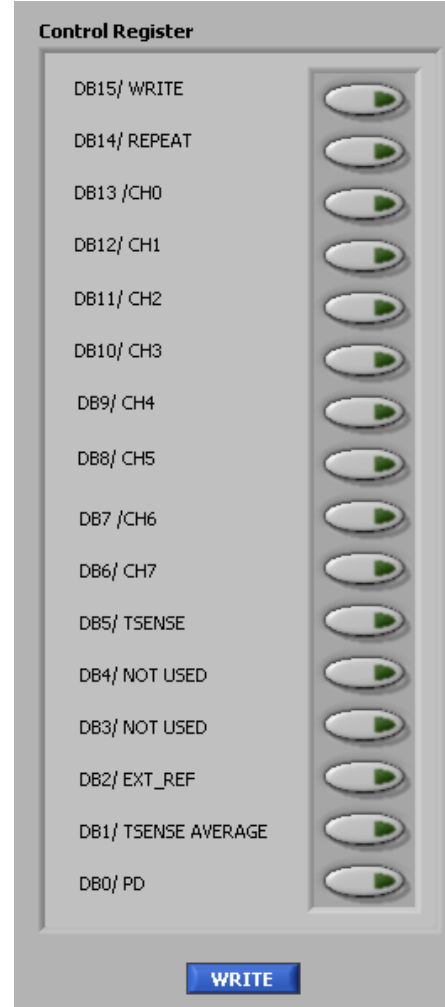 Control Register
DB15/ WRITE
DB14/ REPEAT
DB13 /CH0
DB12/ CH1
DB11/ CH2
DB10/ CH3
DB9/ CH4
DB8/ CH5
DB7 /CH6
DB6/ CH7
DB5/ TSENSE
DB4/ NOT USED
DB3/ NOT USED
DB2/ EXT_REF
DB1/ TSENSE AVERAGE
DB0/ PD
WRITE